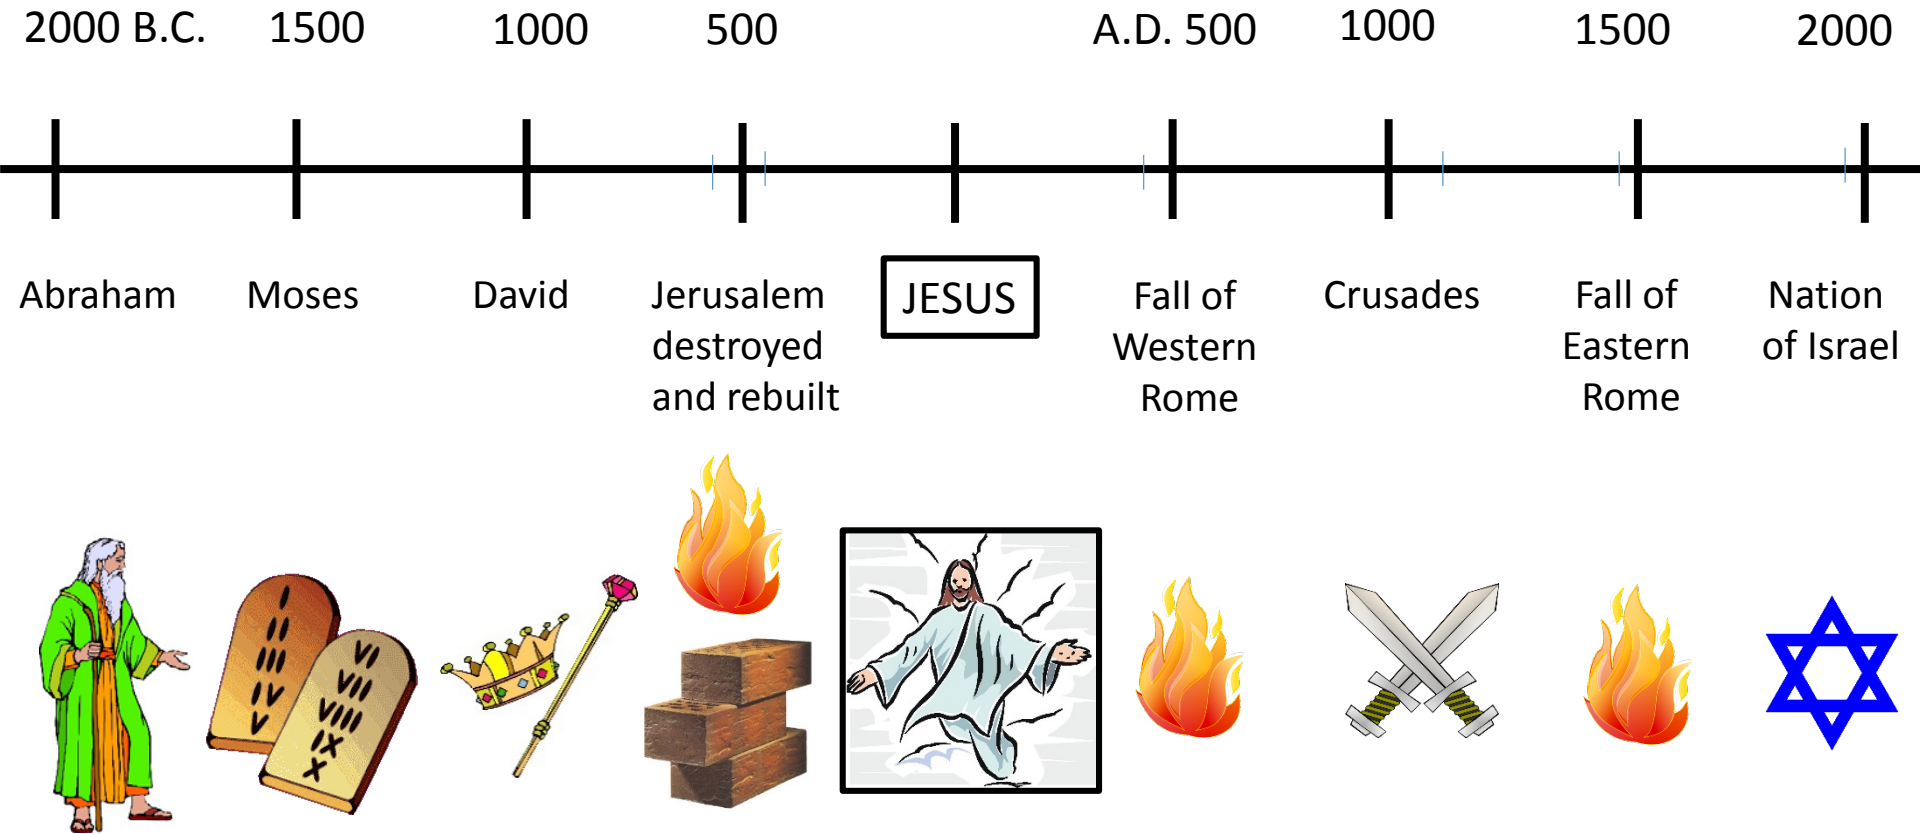 2000 B.C. 1500 1000 500 A.D. 500 1000 1500 2000
Abraham Moses David Jerusalem JESUS Fall of Crusades Fall of Nation
destroyed Western Eastern of Israel
and rebuilt Rome Rome
I
II
III
IV
V
VI
VII
VIII
IX
X